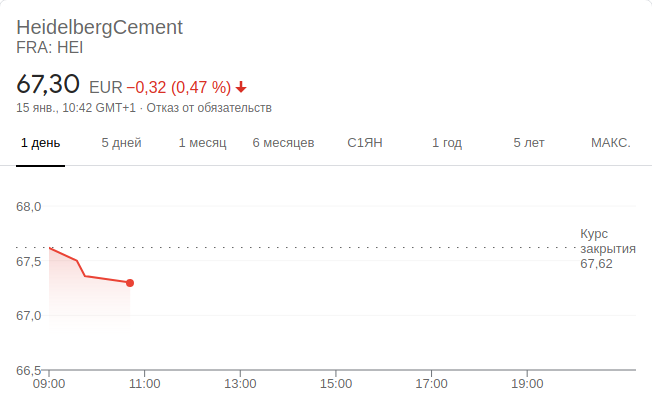 HeidelbergCement
FRA: HEI
67,30 EUR −0,32 (0,47 %)
15 янв., 10:42 GMT+1 · Отказ от обязательств
1 день 5 дней 1 месяц 6 месяцев С1ЯН 1 год 5 лет МАКС.
68,0
67,5
67,0
66,5
Курс
закрытия
67,62
09:00 11:00 13:00 15:00 17:00 19:00